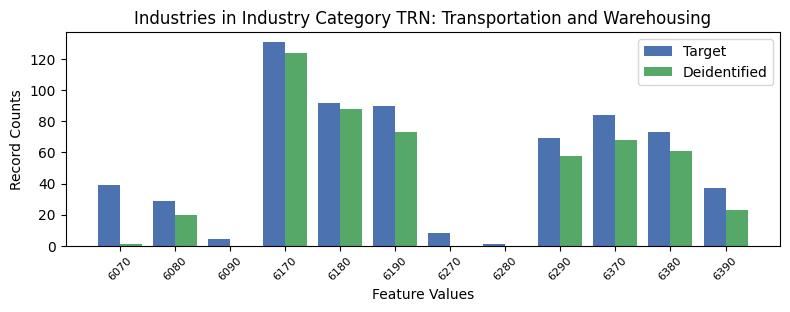 Industries in Industry Category TRN: Transportation and Warehousing
Target
Deidentified
Record Counts
120
100
80
60
40
20
0
6070 6080 6090 6170 6180 6190 6270 6280 6290 6370 6380 6390
Feature Values